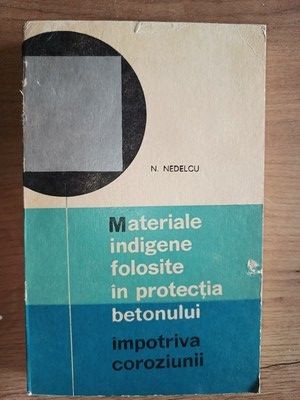 N. NEDELCU
Materiale
indigene
folosite
în protecția
betonului
împotriva
coroziunii